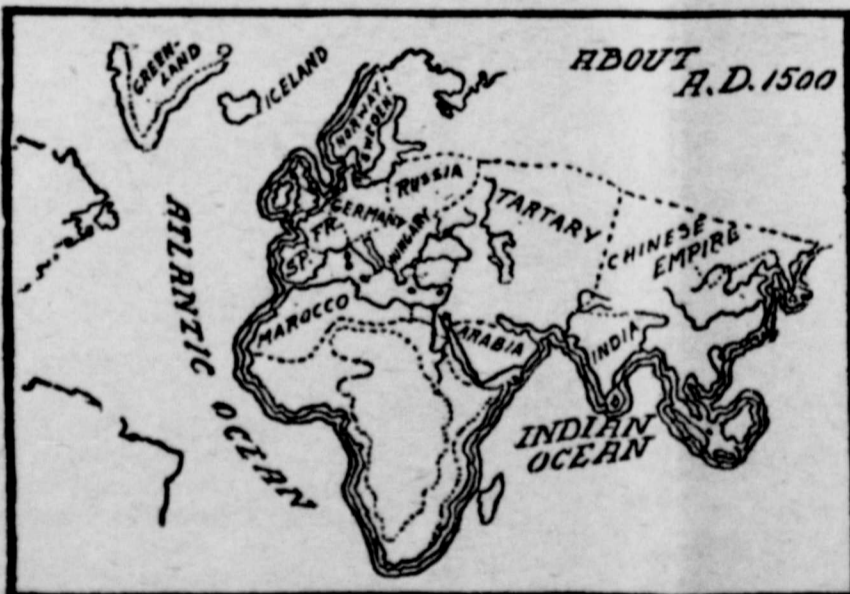 ABOUT
A.D. 1500
GREEN-
LAND
ICELAND
NORWAY
SWEDEN
RUSSIA
TARTARY
GERMANY
FR.
HUNGARY
SP.
CHINESE
EMPIRE
MAROCCO
ARABIA
INDIA
ATLANTIC
OCEAN
INDIAN
OCEAN